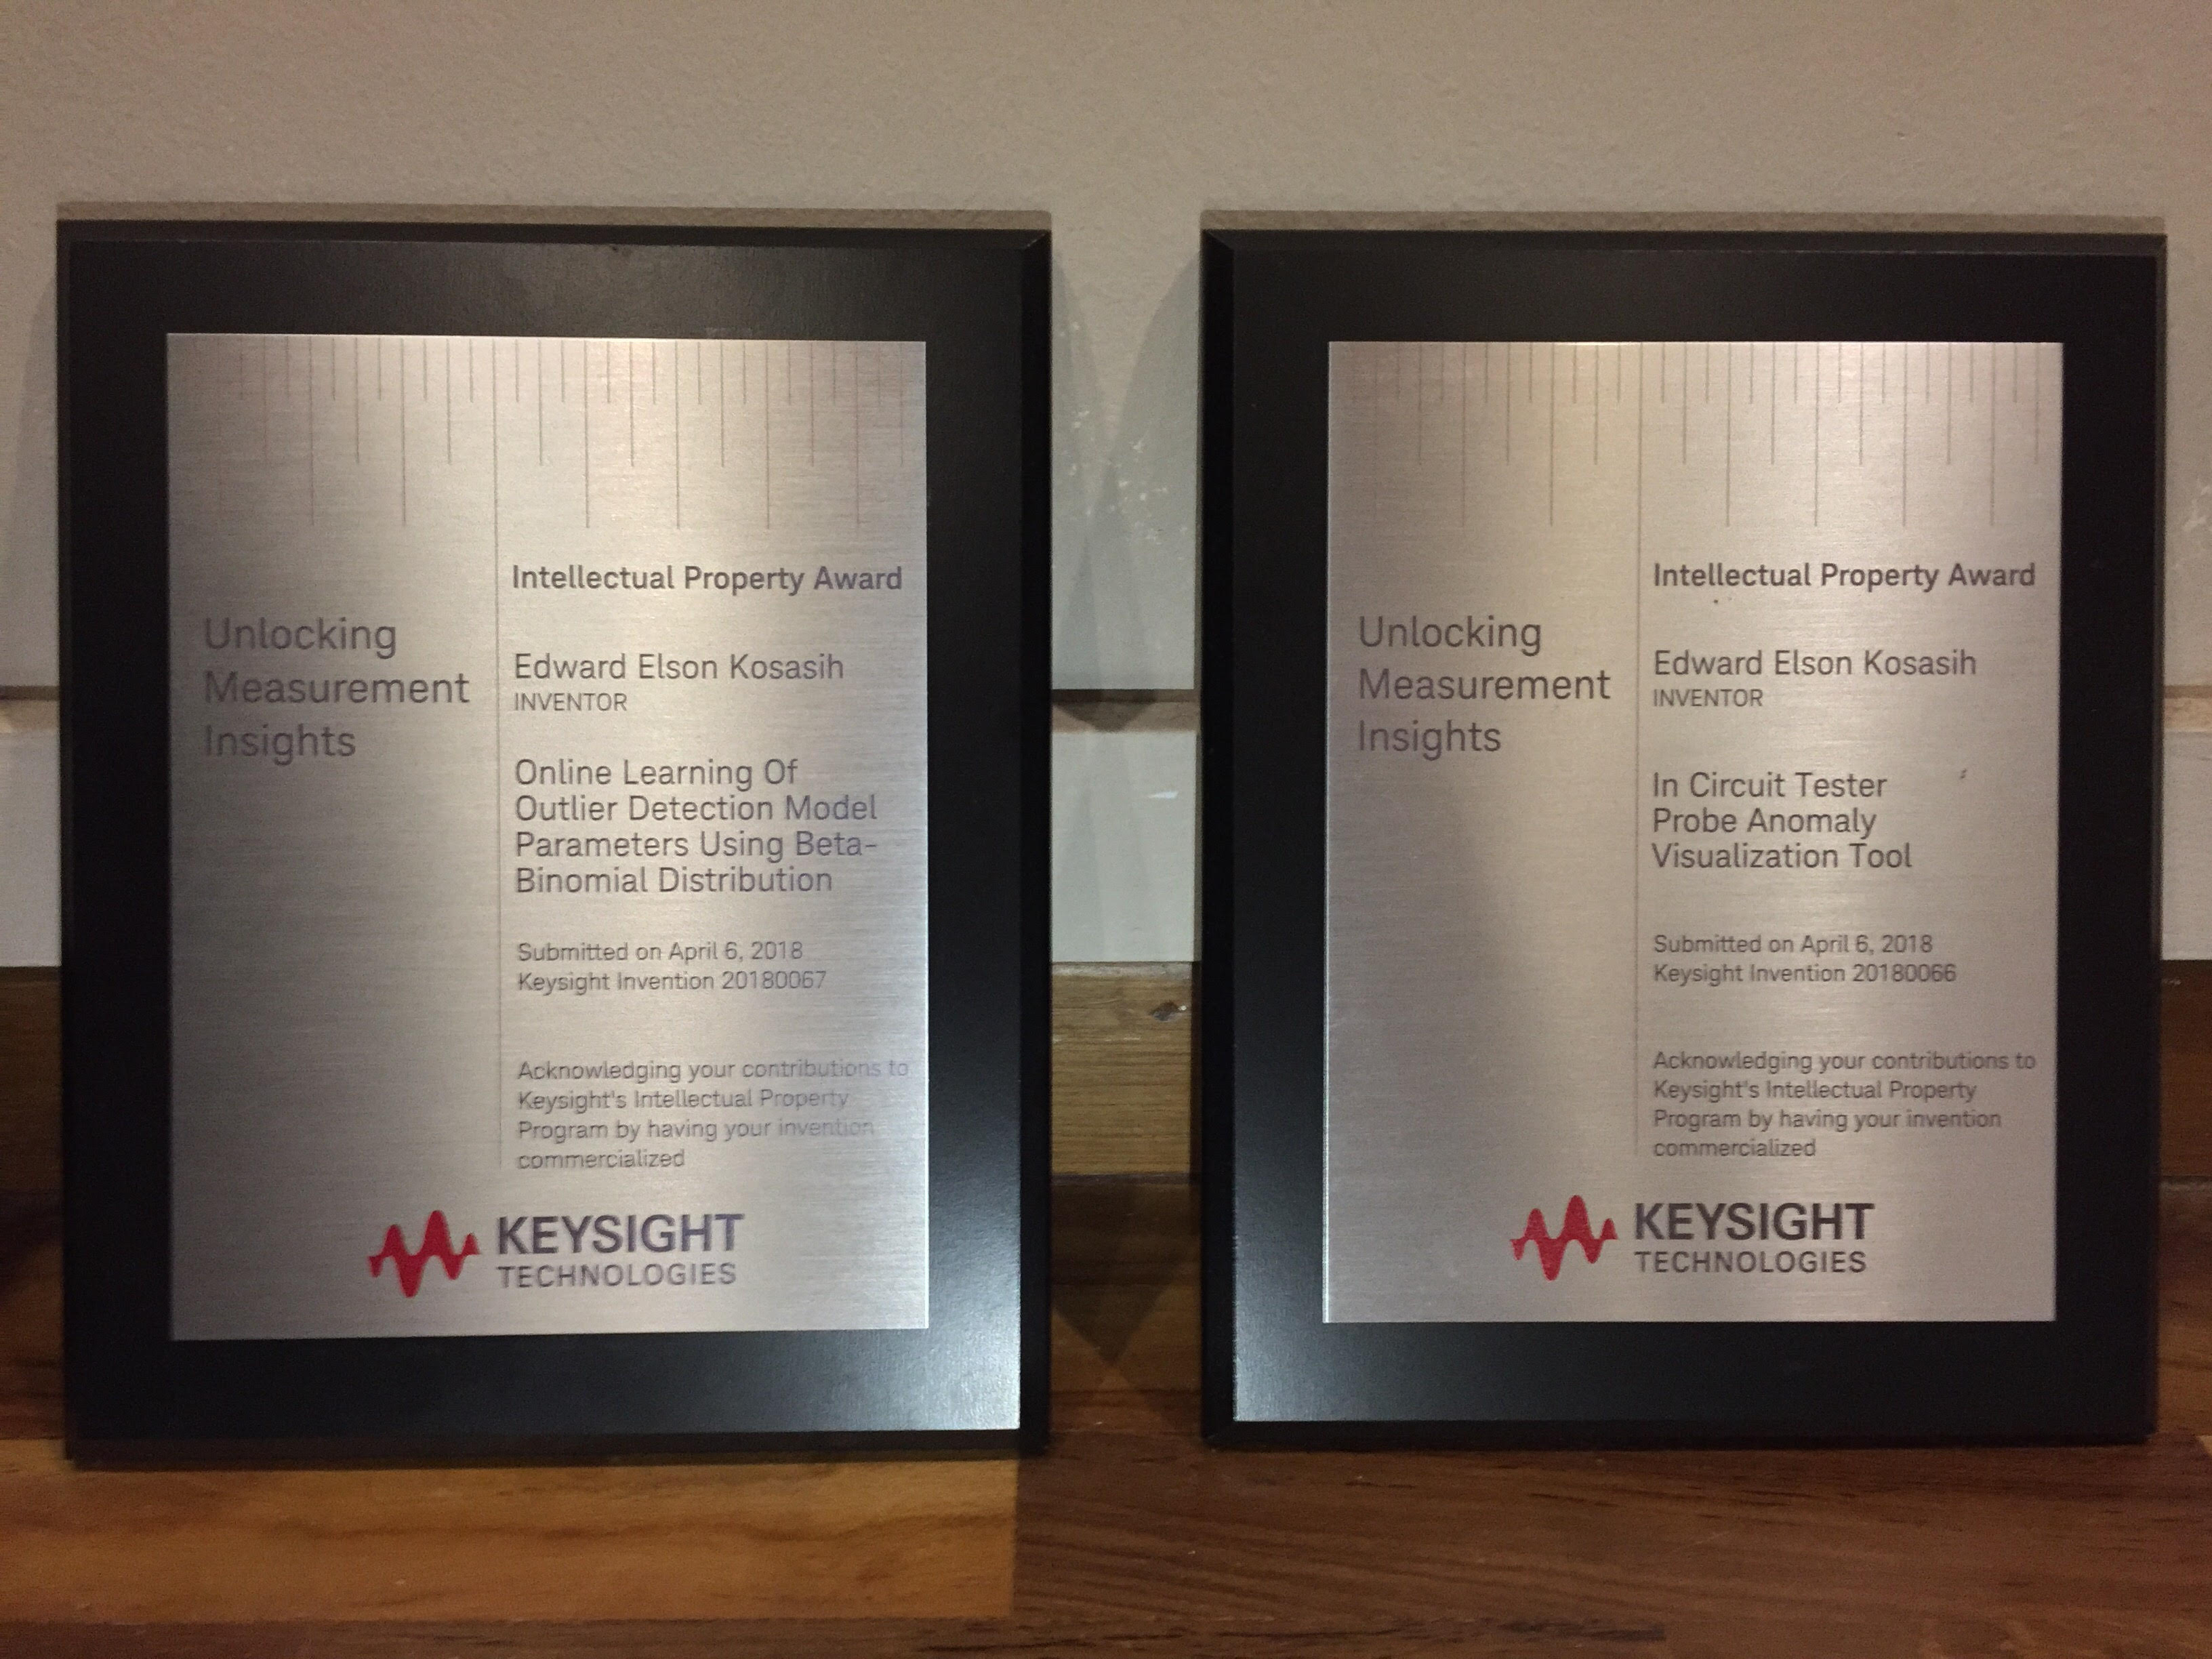 Unlocking
Measurement
Insights
Intellectual Property Award
Edward Elson Kosasih
INVENTOR
Online Learning Of
Outlier Detection Model
Parameters Using Beta-
Binomial Distribution
Submitted on April 6, 2018
Keysight Invention 20180067
Acknowledging your contributions to
Keysight's Intellectual Property
Program by having your invention
commercialized
KEYSIGHT
TECHNOLOGIES
Unlocking
Measurement
Insights
Intellectual Property Award
Edward Elson Kosasih
INVENTOR
In Circuit Tester
Probe Anomaly
Visualization Tool
Submitted on April 6, 2018
Keysight Invention 20180066
Acknowledging your contributions to
Keysight's Intellectual Property
Program by having your invention
commercialized
KEYSIGHT
TECHNOLOGIES